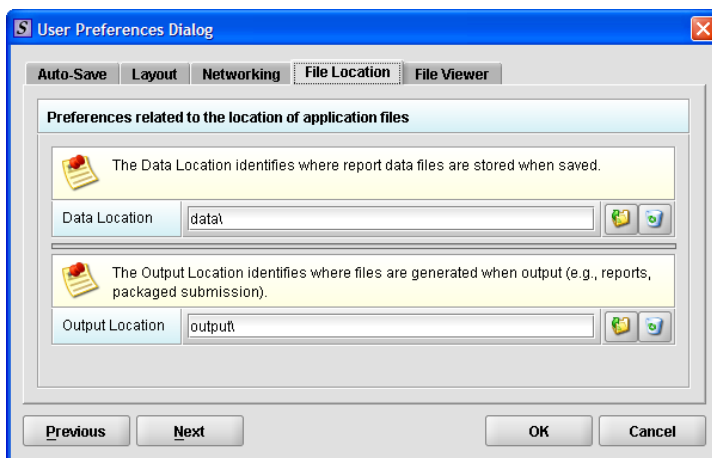 S User Preferences Dialog
Auto-Save Layout Networking File Location File Viewer
Preferences related to the location of application files
The Data Location identifies where report data files are stored when saved.
Data Location data\
The Output Location identifies where files are generated when output (e.g., reports,
packaged submission).
Output Location output\
Previous Next OK Cancel